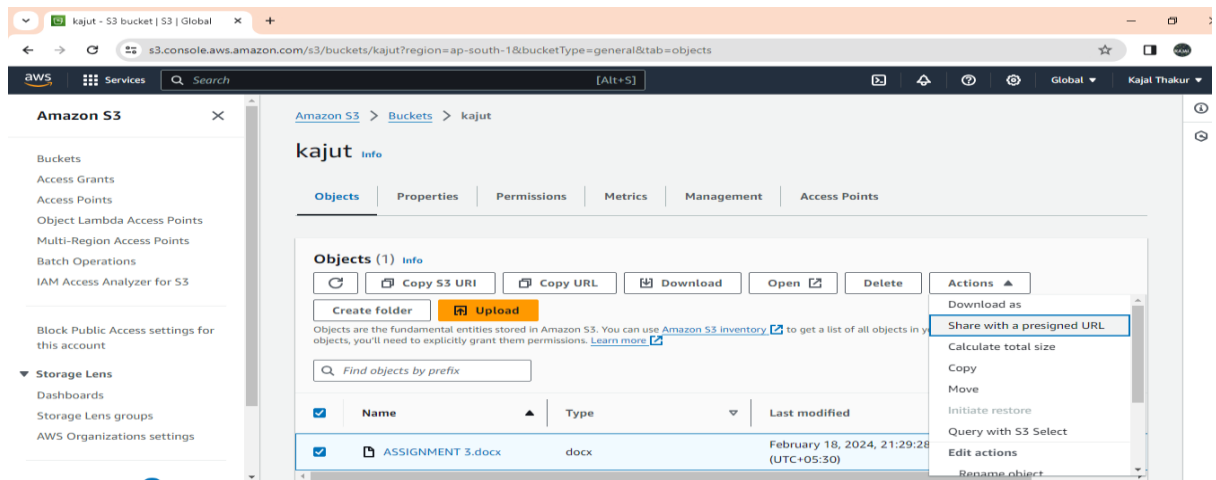 kajut - S3 bucket | S3 | Global
s3.console.aws.amazon.com/s3/buckets/kajut?region=ap-south-1&bucketType=general&tab=objects
aws Services Search [Alt+S] Global Kajal Thakur
Amazon S3
Buckets
Access Grants
Access Points
Object Lambda Access Points
Multi-Region Access Points
Batch Operations
IAM Access Analyzer for S3
Block Public Access settings for
this account
Storage Lens
Dashboards
Storage Lens groups
AWS Organizations settings
Amazon S3 > Buckets > kajut
kajut Info
Objects Properties Permissions Metrics Management Access Points
Objects (1) Info
Copy S3 URI Copy URL Download Open Delete Actions
Create folder Upload
Objects are the fundamental entities stored in Amazon S3. You can use Amazon S3 inventory to get a list of all objects in
objects, you'll need to explicitly grant them permissions. Learn more
Find objects by prefix
Name Type Last modified
ASSIGNMENT 3.docx docx February 18, 2024, 21:29:28
(UTC+05:30)
Download as
Share with a presigned URL
Calculate total size
Copy
Move
Initiate restore
Query with S3 Select
Edit actions
Rename object